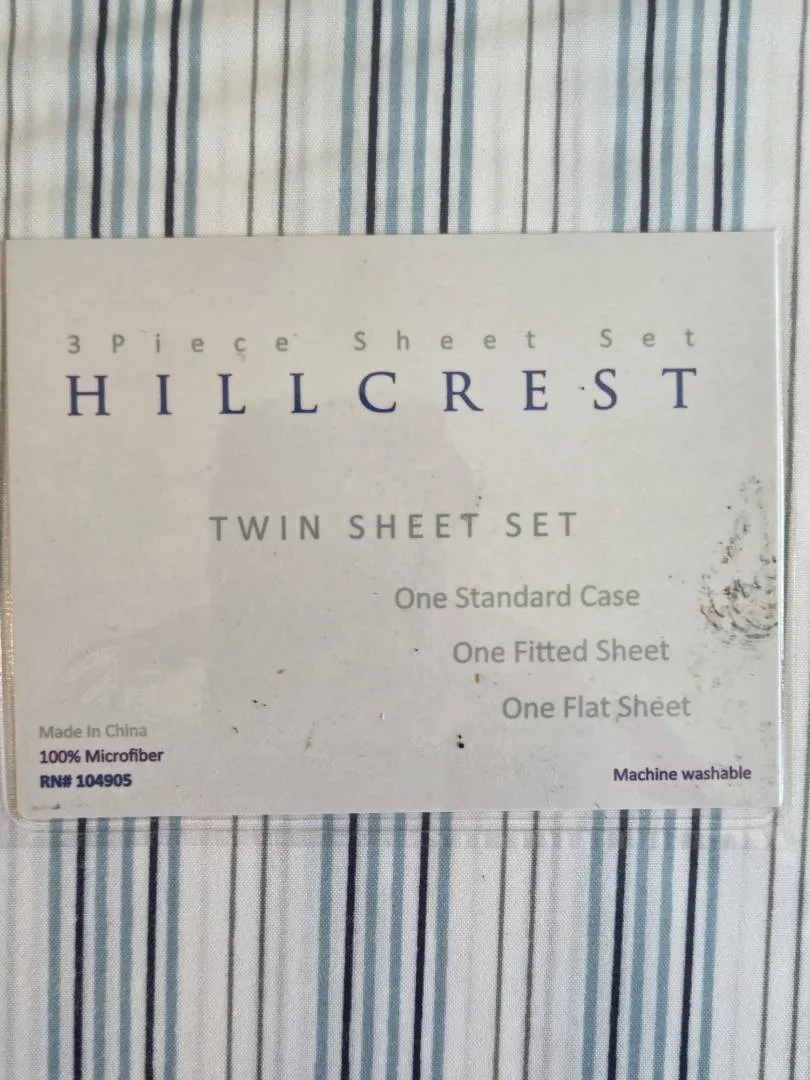 3 Piece Sheet Set
HILLCREST
TWIN SHEET SET
One Standard Case
One Fitted Sheet
One Flat Sheet
Made In China
100% Microfiber
RN# 104905
Machine washable